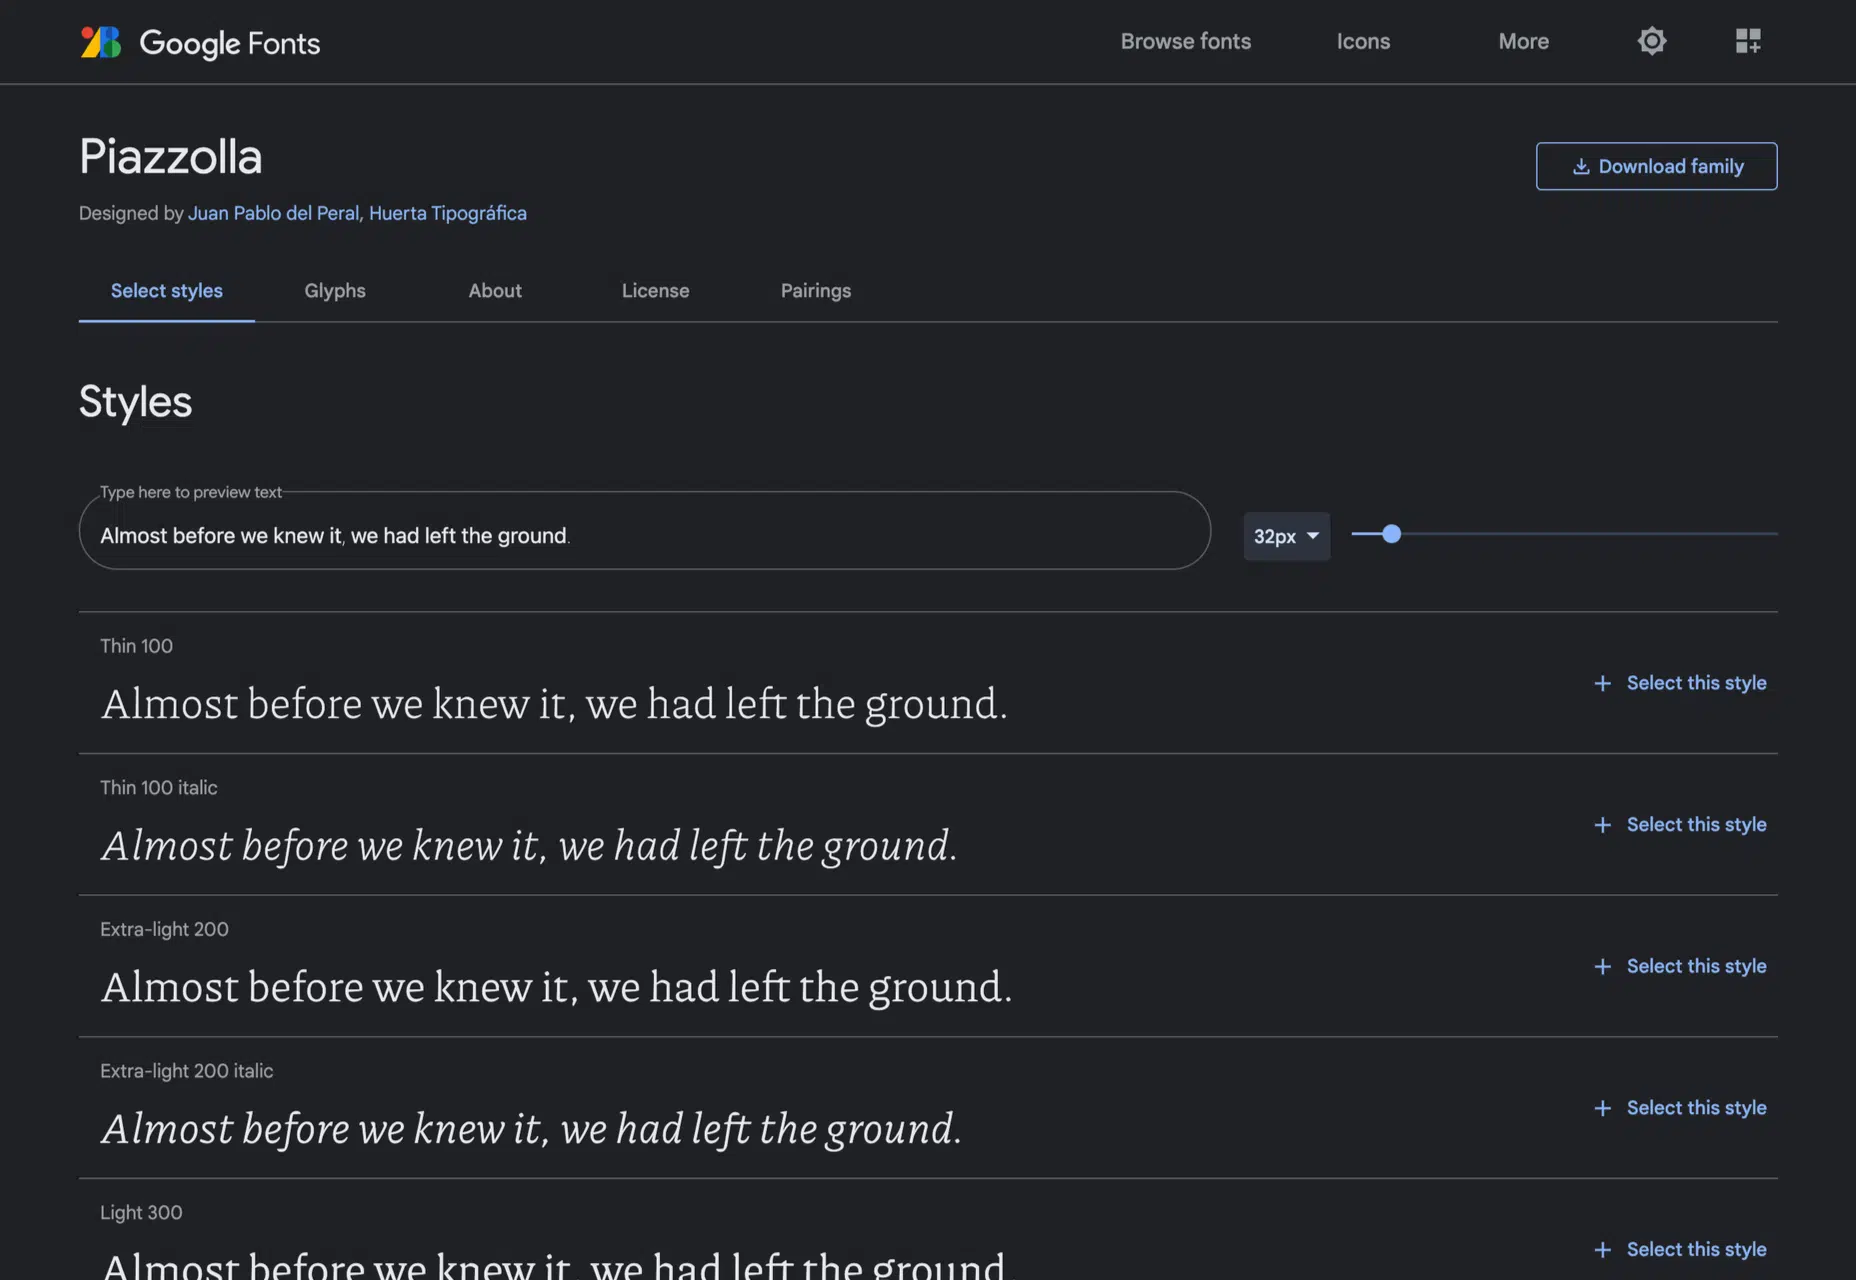 Google Fonts
Browse fonts
Icons
More
Piazzolla
Download family
Designed by Juan Pablo del Peral, Huerta Tipográfica
Select styles
Glyphs
About
License
Pairings
Styles
Type here to preview text
Almost before we knew it, we had left the ground.
32px
Thin 100
Almost before we knew it, we had left the ground.
Select this style
Thin 100 italic
Almost before we knew it, we had left the ground.
Select this style
Extra-light 200
Almost before we knew it, we had left the ground.
Select this style
Extra-light 200 italic
Almost before we knew it, we had left the ground.
Select this style
Light 300
Almost before we knew it, we had left the ground.
Select this style